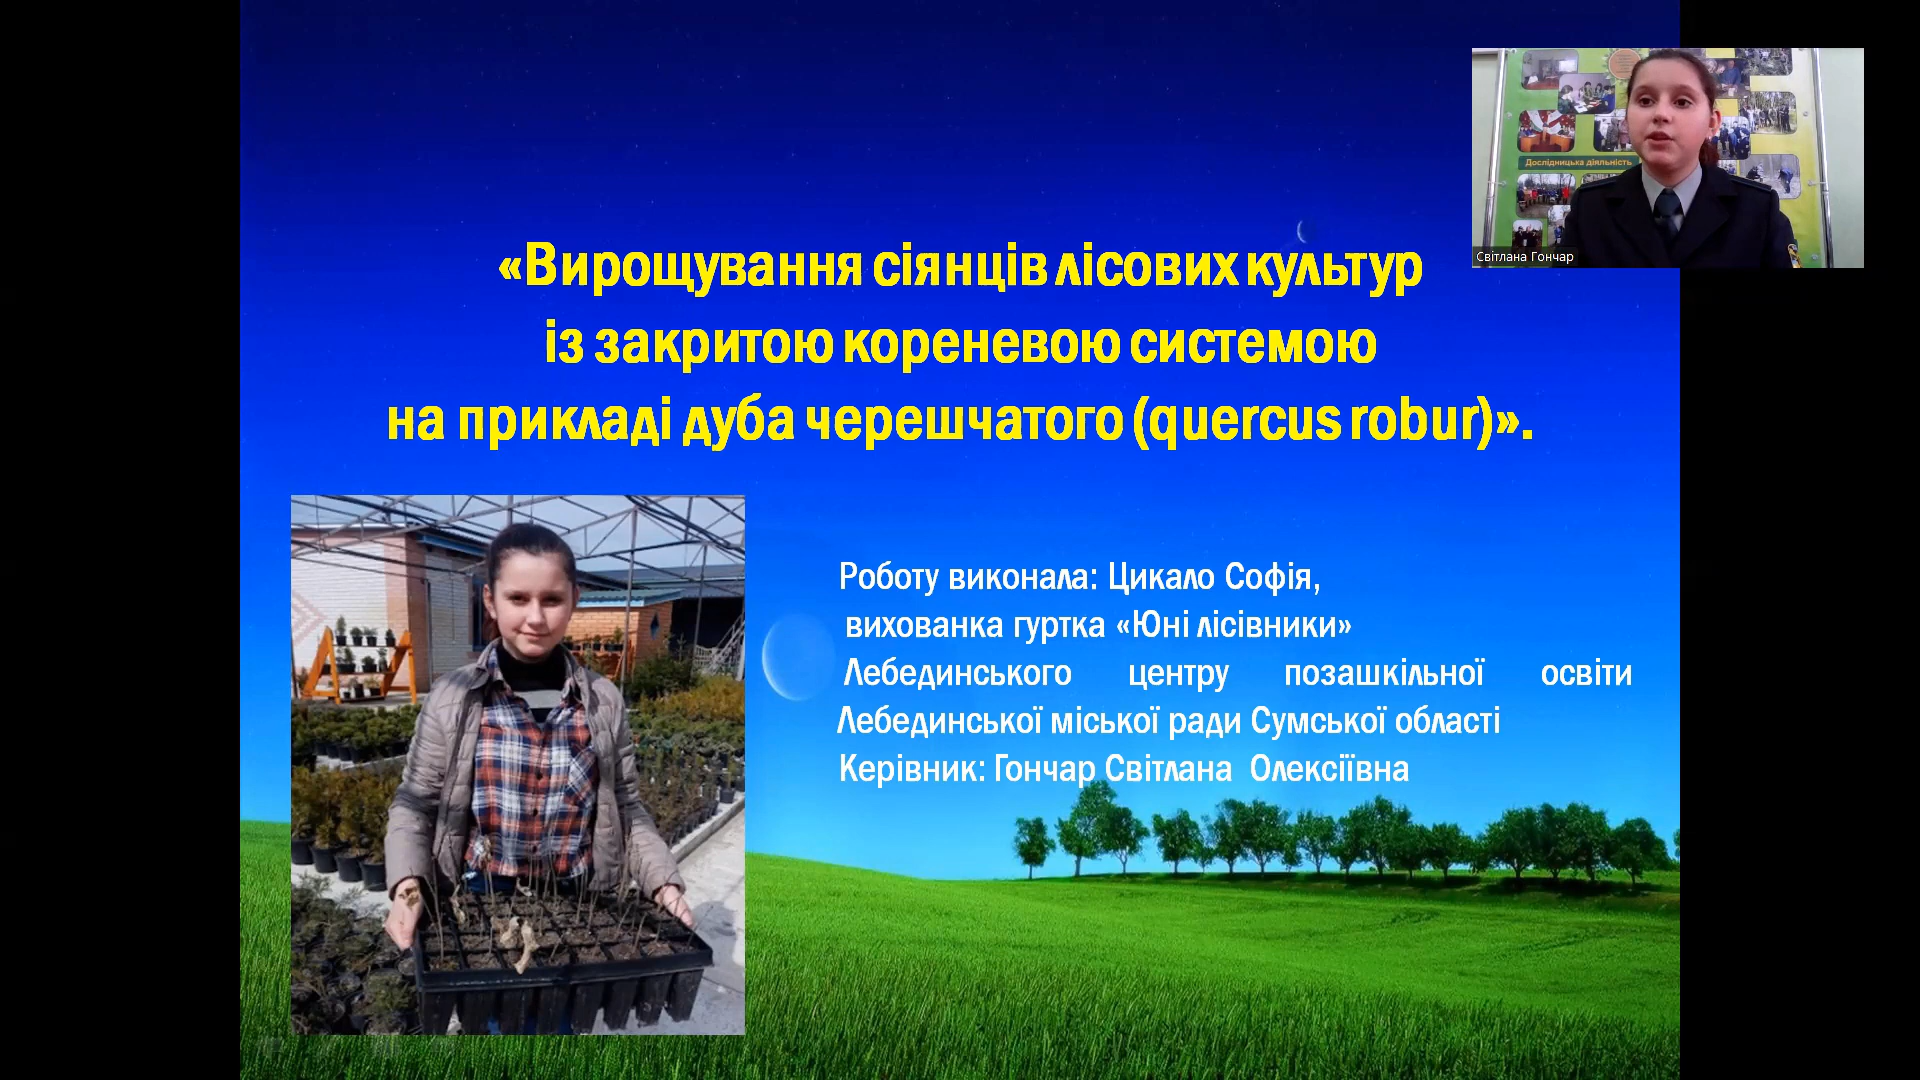 «Вирощування сіянців лісових культур
із закритою кореневою системою
на прикладі дуба черешчатого (quercus robur)».
Роботу виконала: Цикало Софія,
вихованка гуртка «Юні лісівники»
Лебединського центру позашкільної освіти
Лебединської міської ради Сумської області
Керівник: Гончар Світлана Олексіївна
Дослідницька діяльність
Світлана Гончар